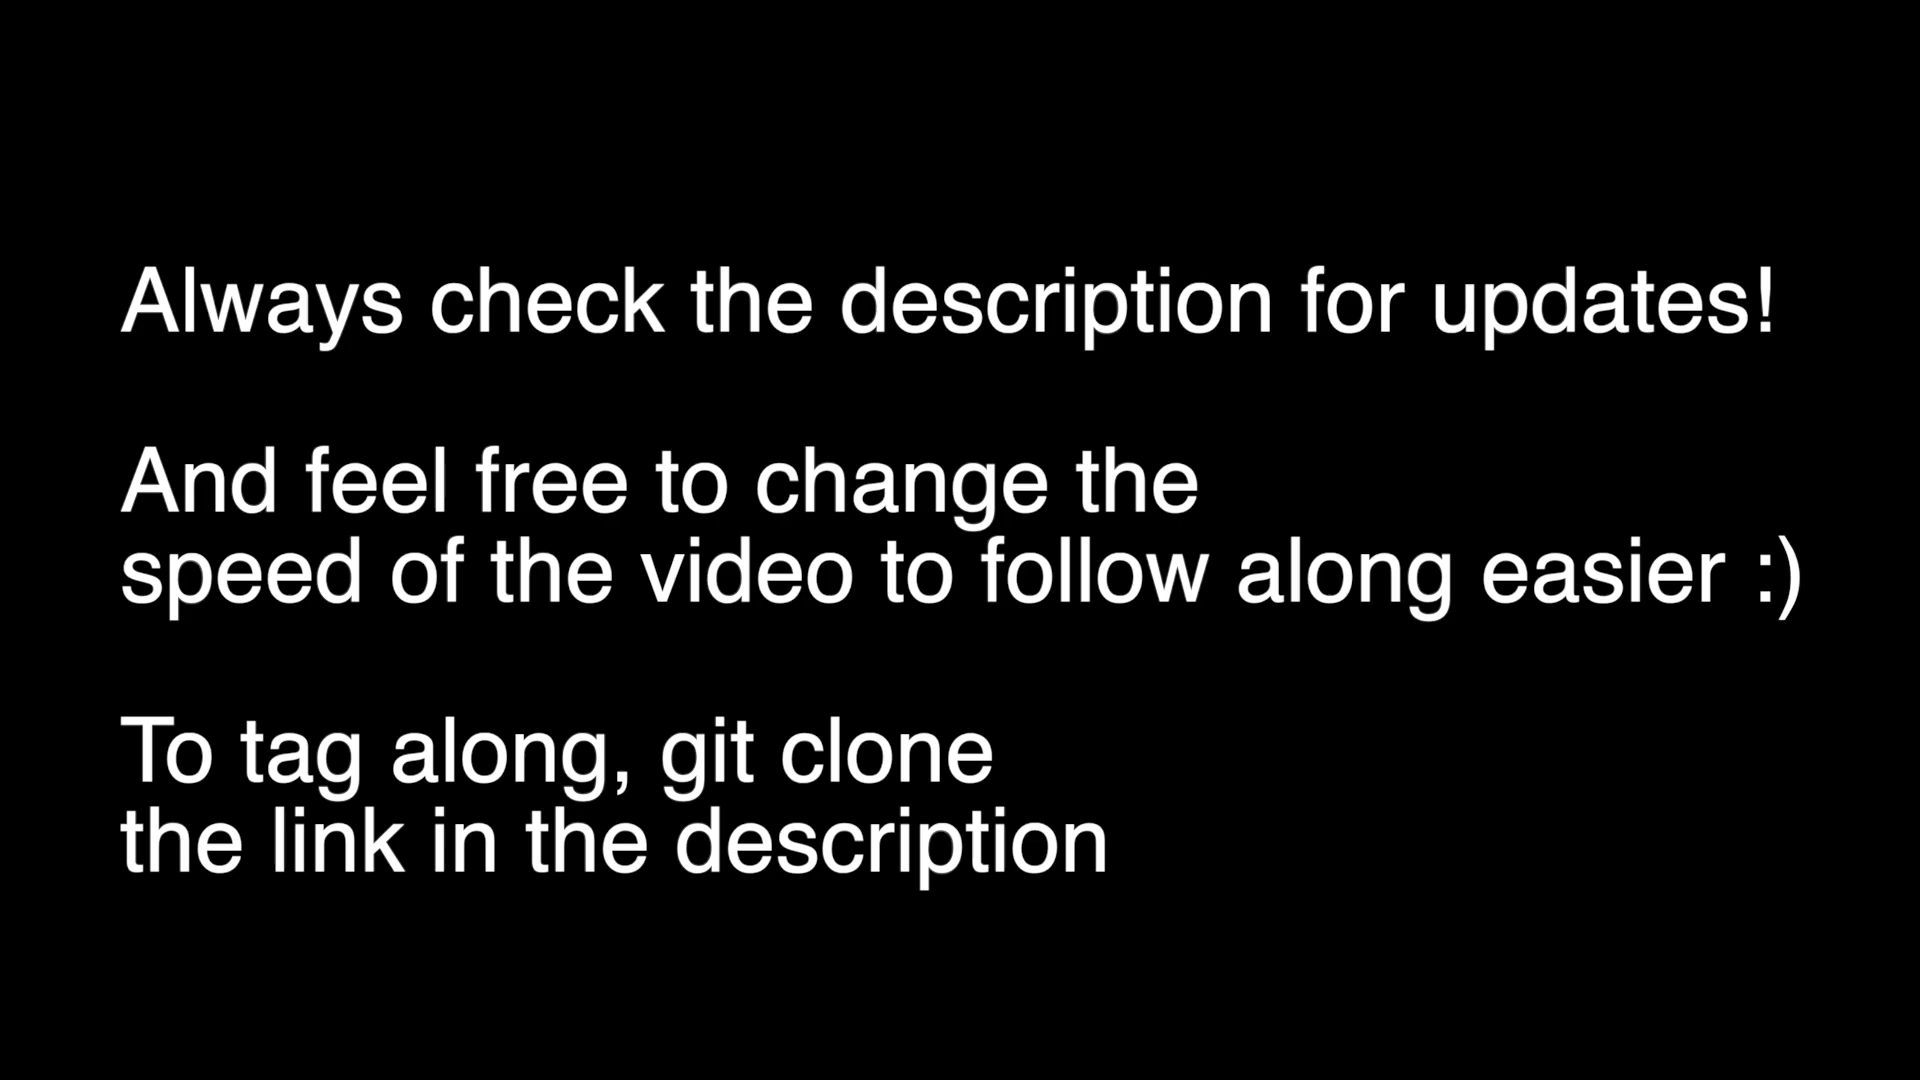 Always check the description for updates!
And feel free to change the
speed of the video to follow along easier :)
To tag along, git clone
the link in the description